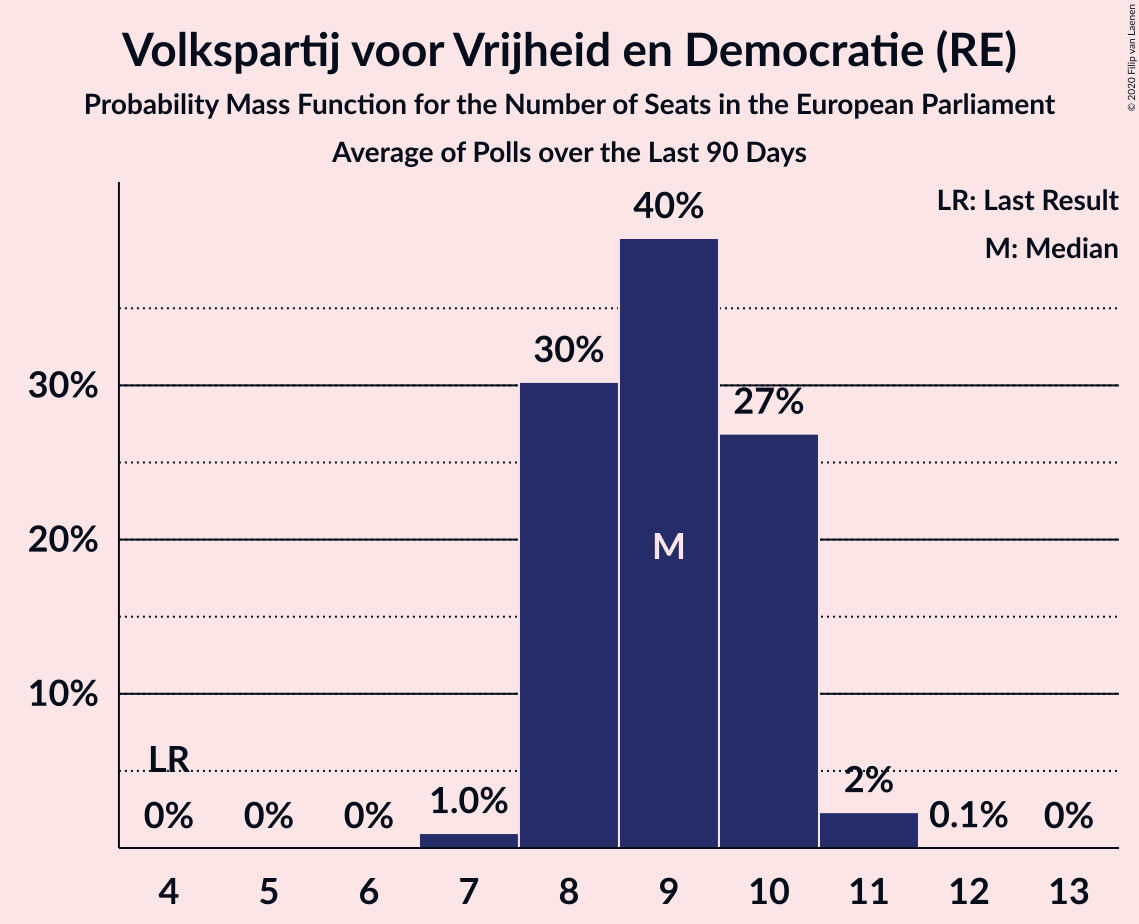 Volkspartij voor Vrijheid en Democratie (RE)
Probability Mass Function for the Number of Seats in the European Parliament
Average of Polls over the Last 90 Days
© 2020 Filip van Laenen
LR: Last Result
M: Median
40%
30%
30%
27%
20%
M
10%
LR
0%
0%
0%
1.0%
2%
0.1%
0%
4
5
6
7
8
9
10
11
12
13